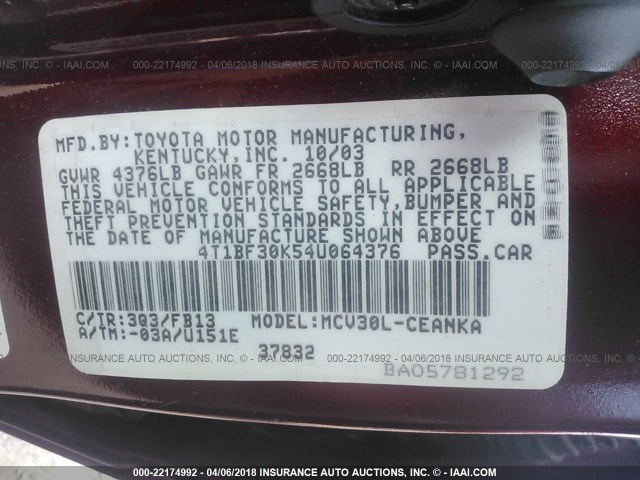 000-22174992 - 04/06/2018 INSURANCE AUTO AUCTIONS, INC. - IAAI.COM
MFD.BY:TOYOTA MOTOR MANUFACTURING,
KENTUCKY,INC. 10/03
GVWR 4376LB GAWR FR 2668LB RR 2668LB
THIS VEHICLE CONFORMS TO ALL APPLICABLE
FEDERAL MOTOR VEHICLE SAFETY,BUMPER AND
THEFT PREVENTION STANDARDS IN EFFECT ON
THE DATE OF MANUFACTURE SHOWN ABOVE
4T1BF30K54U064376 PASS.CAR
C/TR:3Q3/FB13 MODEL:MCV30L-CEANKA
A/TM:-03A/U151E
37832
BA05781292
000-22174992 - 04/06/2018 INSURANCE AUTO AUCTIONS, INC. - IAAI.COM